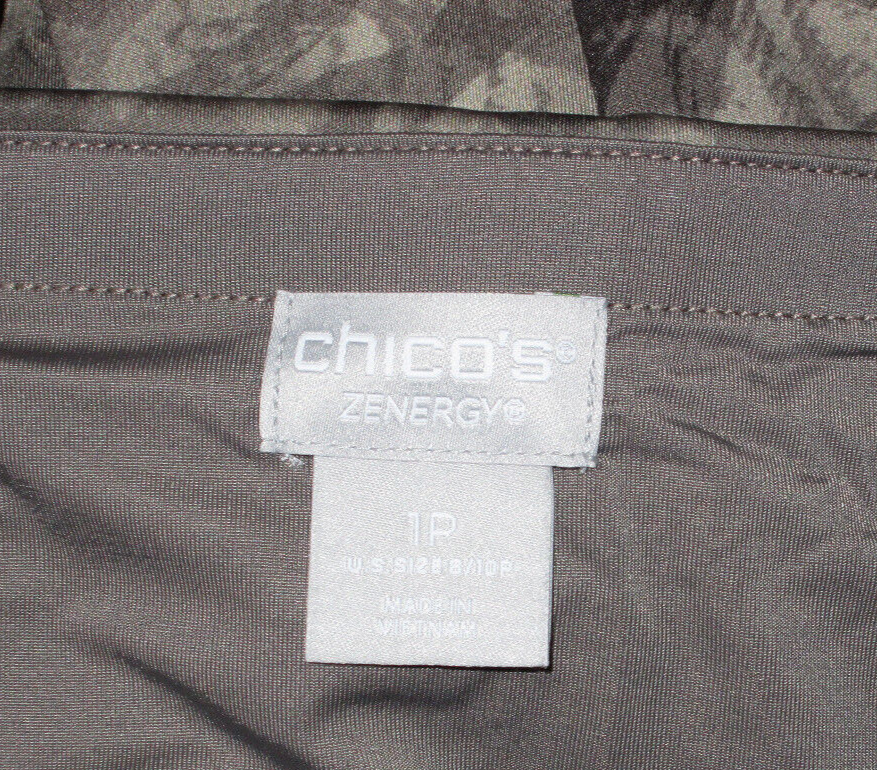 chico's®
ZENERGY®
1P
U.S. SIZE 8/10P
MADE IN
VIETNAM